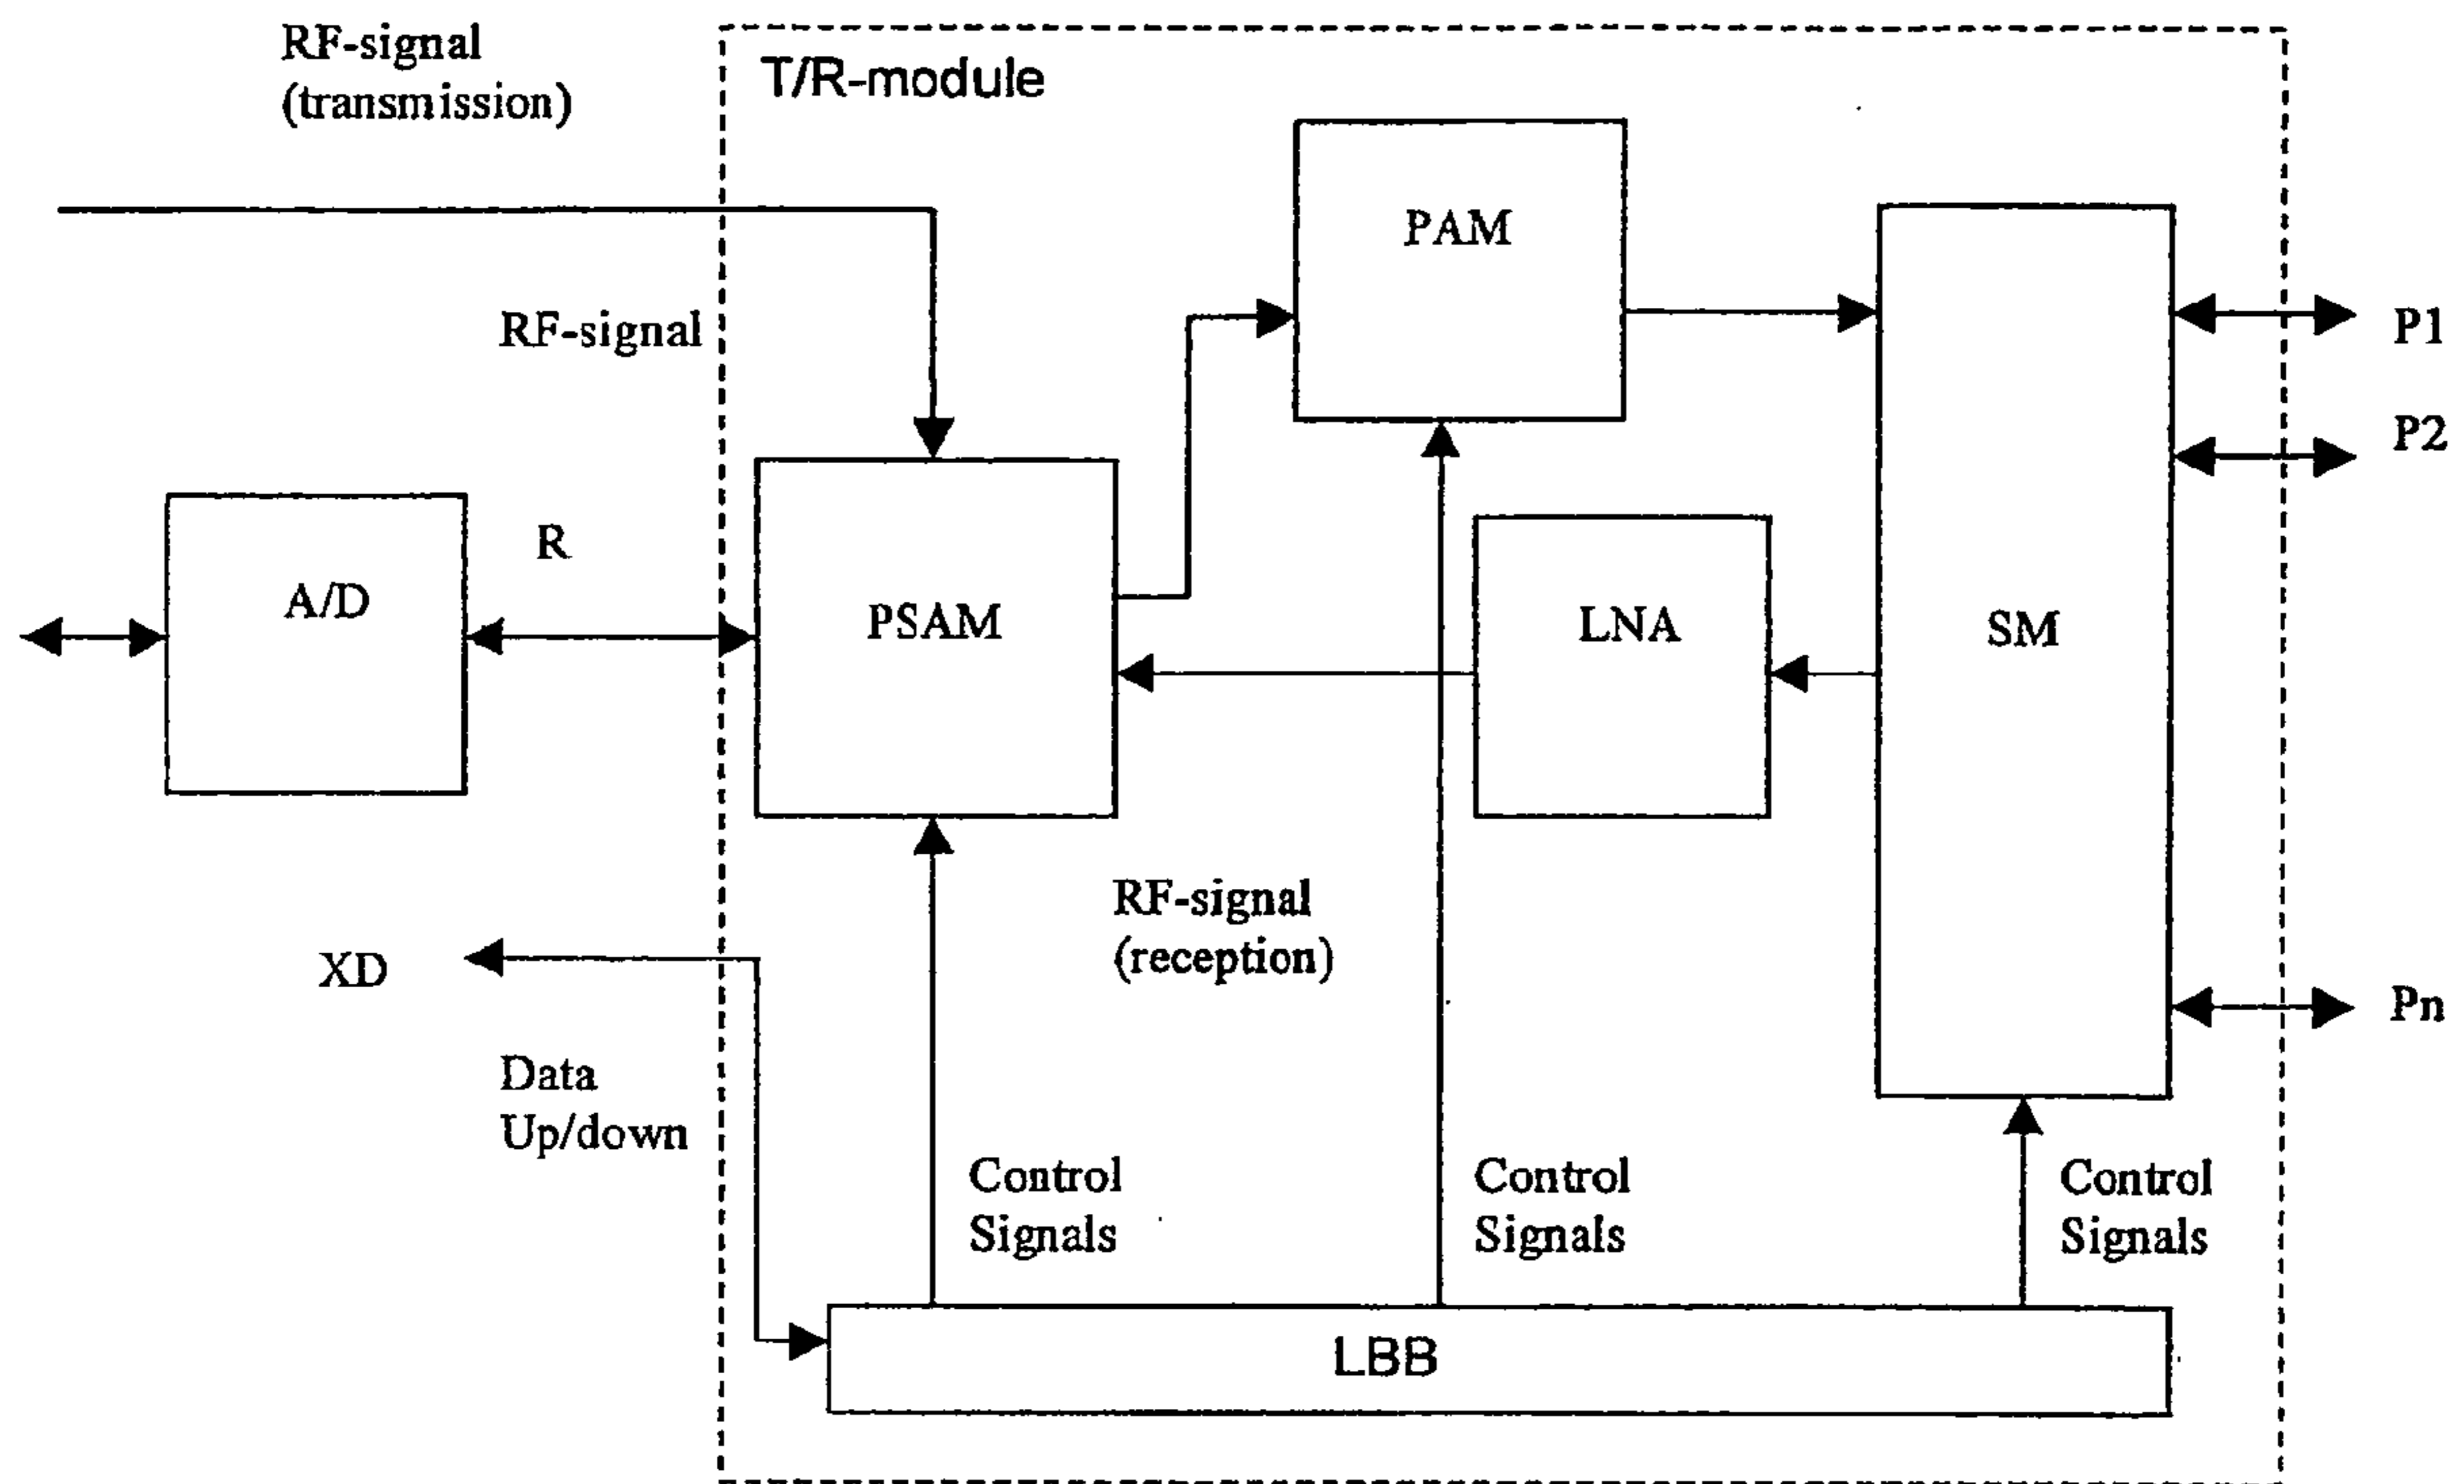 RF-signal
(transmission)
T/R-module
PAM
RF-signal
P1
P2
R
A/D
PSAM
LNA
SM
RF-signal
(reception)
XD
Pn
Data
Up/down
Control
Signals
Control
Signals
Control
Signals
LBB